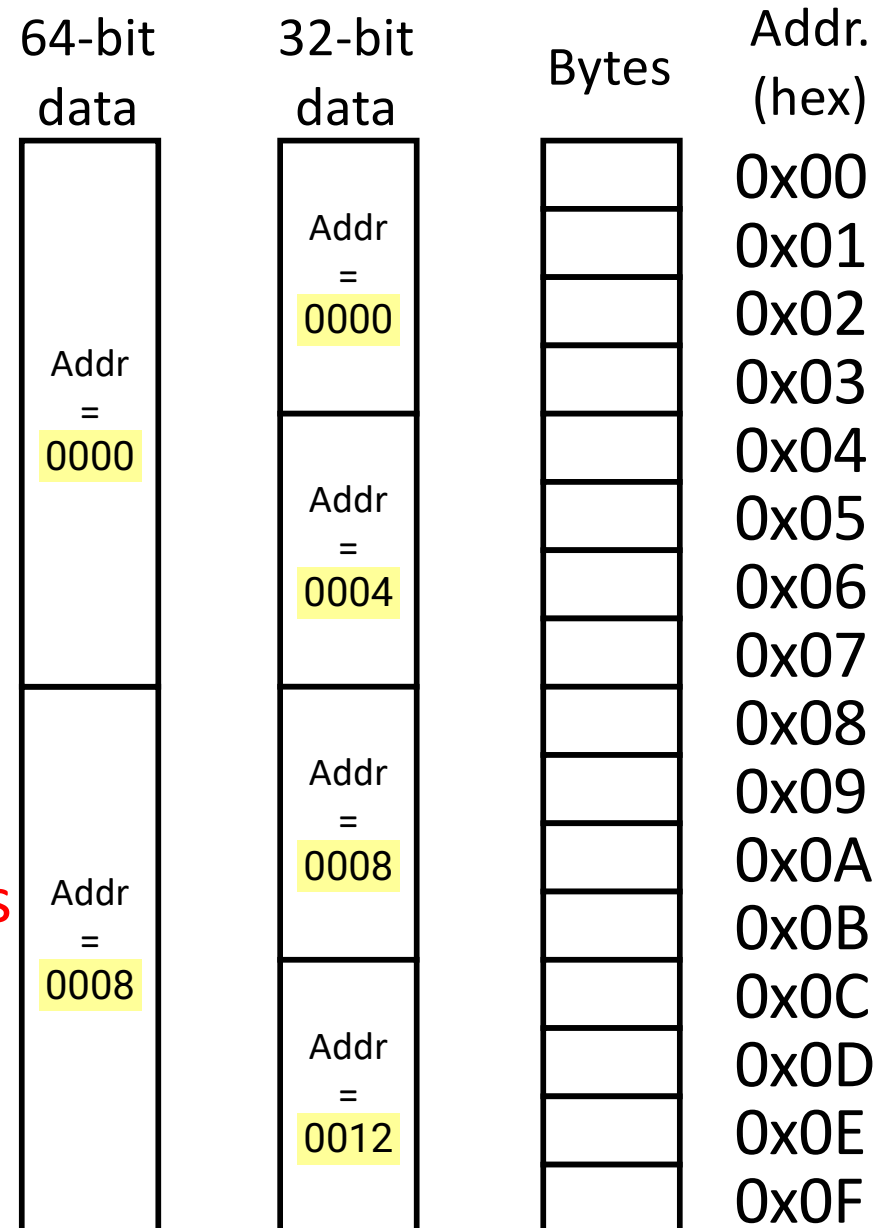 64-bit
data
32-bit
data
Bytes
Addr.
(hex)
Addr
=
0000
Addr
=
0008
Addr
=
0000
Addr
=
0004
Addr
=
0008
Addr
=
0012
0x00
0x01
0x02
0x03
0x04
0x05
0x06
0x07
0x08
0x09
0x0A
0x0B
0x0C
0x0D
0x0E
0x0F
s